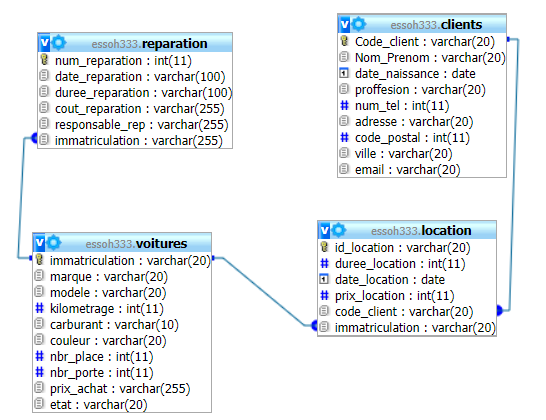 essoh333.reparation
num_reparation : int(11)
date_reparation : varchar(100)
duree_reparation : varchar(100)
cout_reparation : varchar(255)
responsable_rep : varchar(255)
immatriculation : varchar(255)
essoh333.clients
Code_client : varchar(20)
Nom_Prenom : varchar(20)
date_naissance : date
proffesion : varchar(20)
num_tel : int(11)
adresse : varchar(20)
code_postal : int(11)
ville : varchar(20)
email : varchar(20)
essoh333.voitures
immatriculation : varchar(20)
marque : varchar(20)
modele : varchar(20)
kilometrage : int(11)
carburant : varchar(10)
couleur : varchar(20)
nbr_place : int(11)
nbr_porte : int(11)
prix_achat : varchar(255)
etat : varchar(20)
essoh333.location
id_location : varchar(20)
duree_location : int(11)
date_location : date
prix_location : int(11)
code_client : varchar(20)
immatriculation : varchar(20)